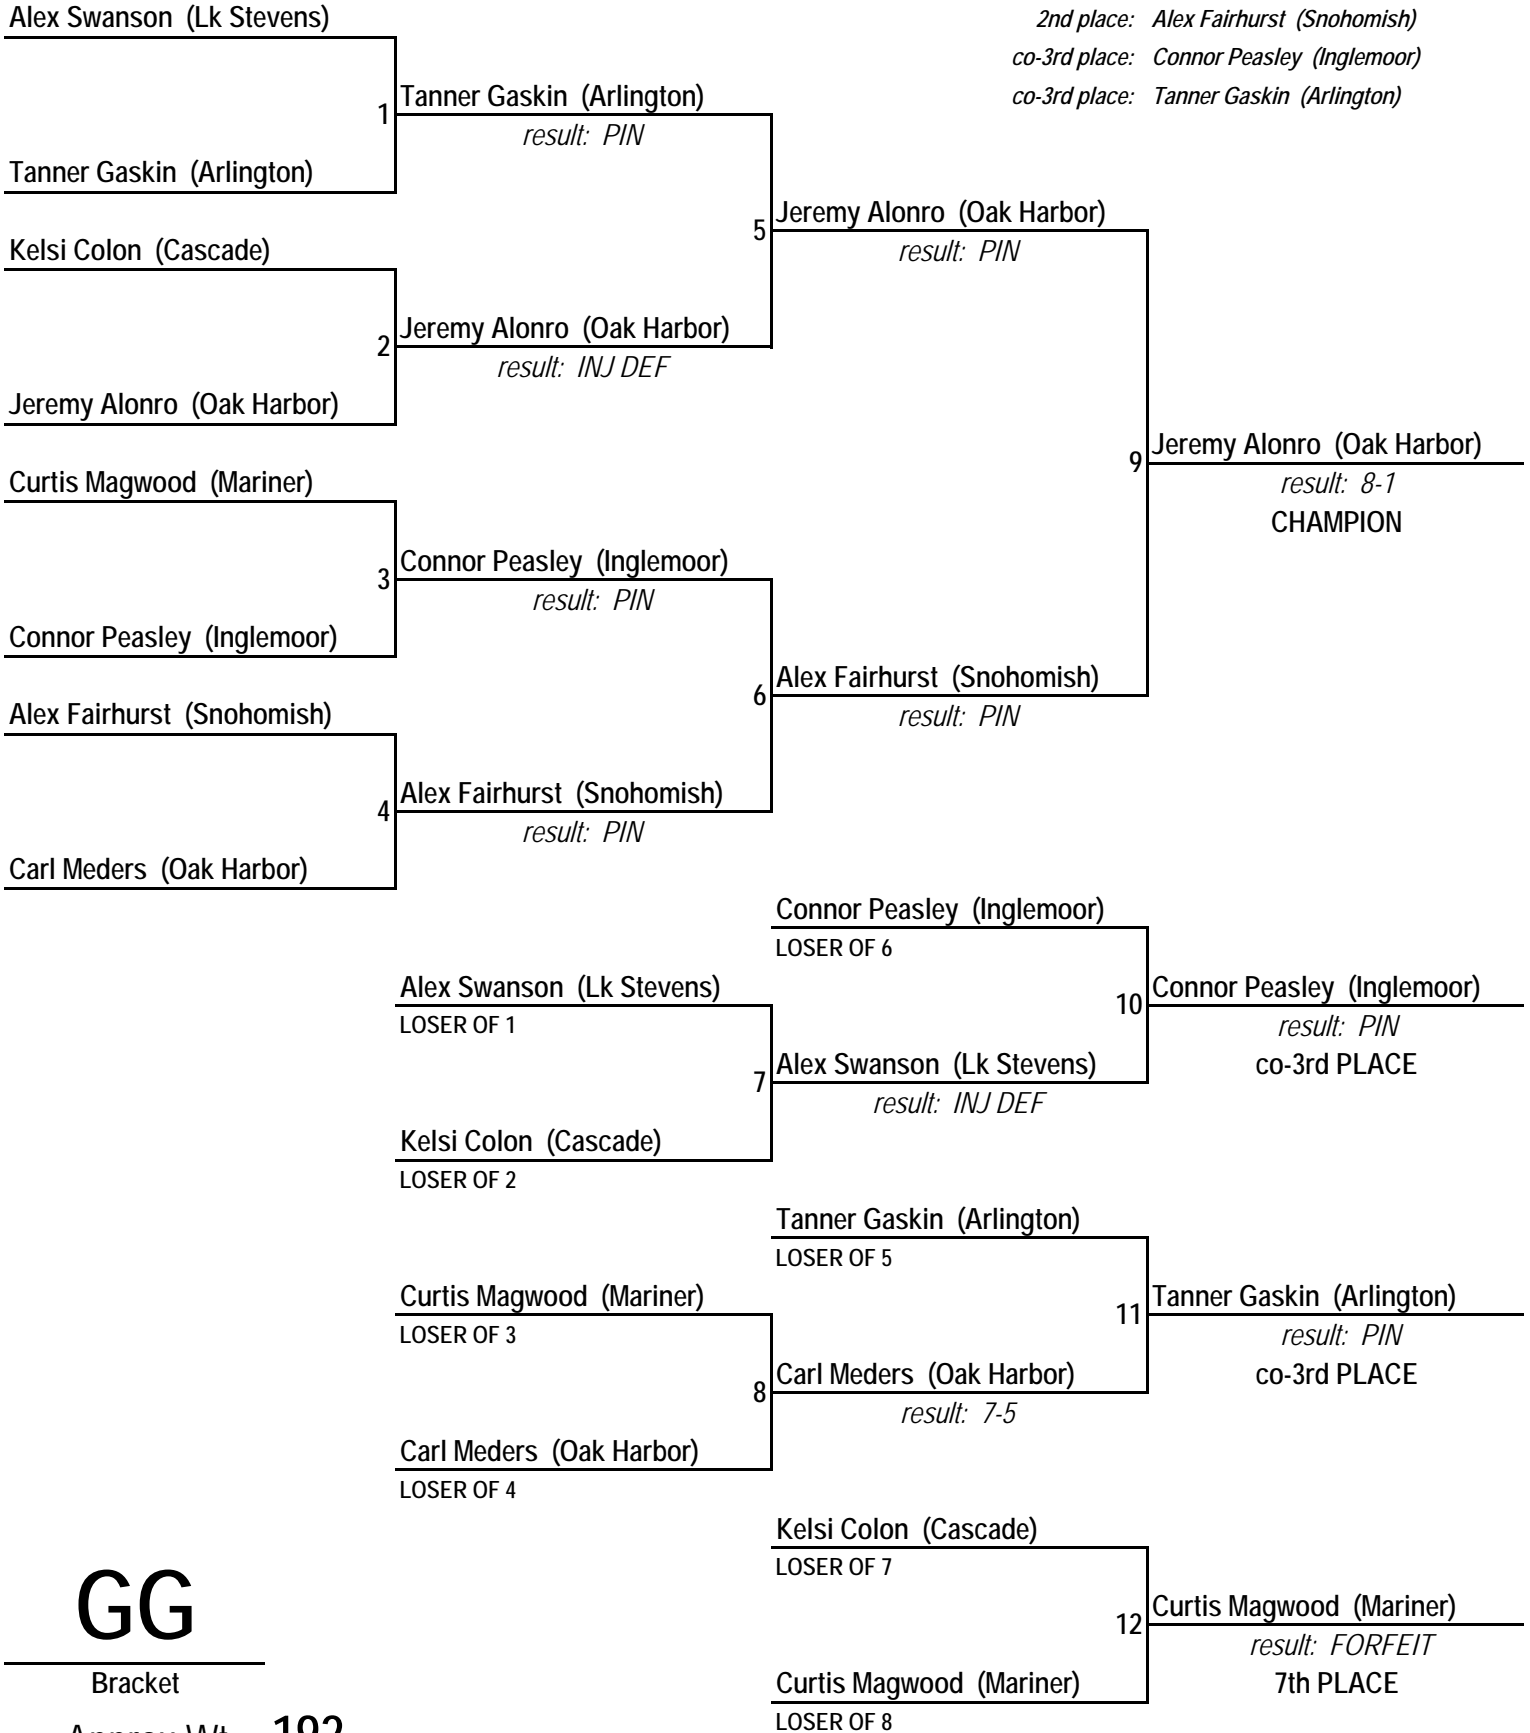 Alex Swanson (Lk Stevens)
2nd place: Alex Fairhurst (Snohomish)
co-3rd place: Connor Peasley (Inglemoor)
co-3rd place: Tanner Gaskin (Arlington)
1
Tanner Gaskin (Arlington)
result: PIN
Tanner Gaskin (Arlington)
Kelsi Colon (Cascade)
5
Jeremy Alonro (Oak Harbor)
result: PIN
2
Jeremy Alonro (Oak Harbor)
result: INJ DEF
Jeremy Alonro (Oak Harbor)
Curtis Magwood (Mariner)
9
Jeremy Alonro (Oak Harbor)
result: 8-1
CHAMPION
3
Connor Peasley (Inglemoor)
result: PIN
Connor Peasley (Inglemoor)
Alex Fairhurst (Snohomish)
6
Alex Fairhurst (Snohomish)
result: PIN
4
Alex Fairhurst (Snohomish)
result: PIN
Carl Meders (Oak Harbor)
Connor Peasley (Inglemoor)
LOSER OF 6
Alex Swanson (Lk Stevens)
LOSER OF 1
10
Connor Peasley (Inglemoor)
result: PIN
co-3rd PLACE
7
Alex Swanson (Lk Stevens)
result: INJ DEF
Kelsi Colon (Cascade)
LOSER OF 2
Tanner Gaskin (Arlington)
LOSER OF 5
Curtis Magwood (Mariner)
LOSER OF 3
11
Tanner Gaskin (Arlington)
result: PIN
co-3rd PLACE
8
Carl Meders (Oak Harbor)
result: 7-5
Carl Meders (Oak Harbor)
LOSER OF 4
Kelsi Colon (Cascade)
LOSER OF 7
12
Curtis Magwood (Mariner)
result: FORFEIT
7th PLACE
Curtis Magwood (Mariner)
LOSER OF 8
GG
Bracket
Approx Wt 192